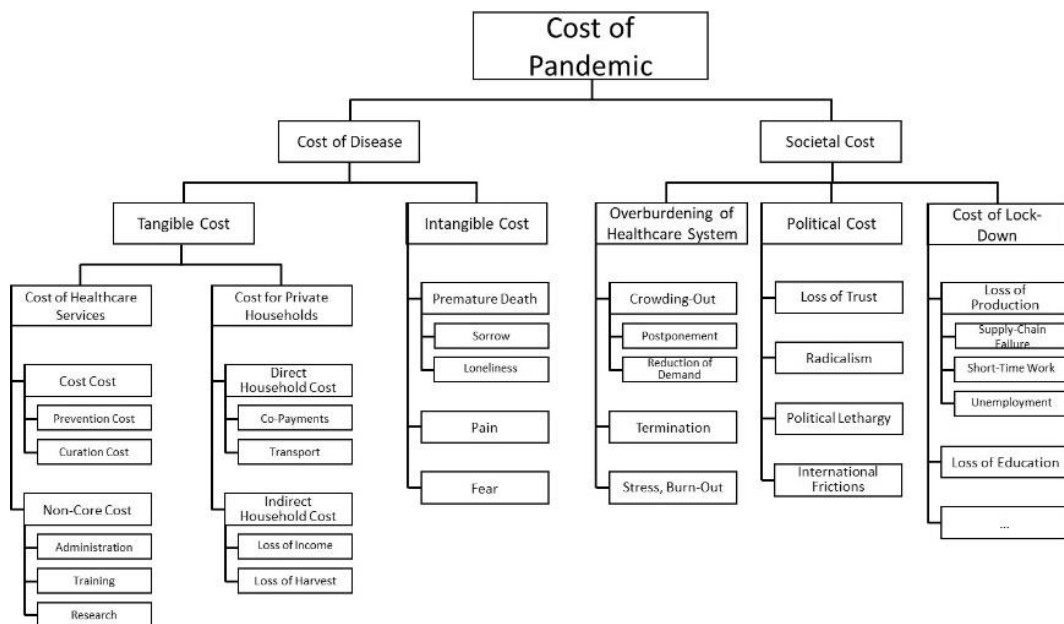 Cost of
Pandemic
Cost of Disease
Societal Cost
Tangible Cost
Intangible Cost
Overburdening of
Healthcare System
Political Cost
Cost of Lock-
Down
Cost of Healthcare
Services
Cost for Private
Households
Premature Death
Sorrow
Loneliness
Crowding-Out
Postponement
Reduction of
Demand
Loss of Trust
Loss of
Production
Supply-Chain
Failure
Short-Time Work
Unemployment
Cost Cost
Prevention Cost
Curation Cost
Direct
Household Cost
Co-Payments
Transport
Radicalism
Pain
Termination
Political Lethargy
Loss of Education
Fear
Stress, Burn-Out
International
Frictions
...
Non-Core Cost
Administration
Training
Research
Indirect
Household Cost
Loss of Income
Loss of Harvest